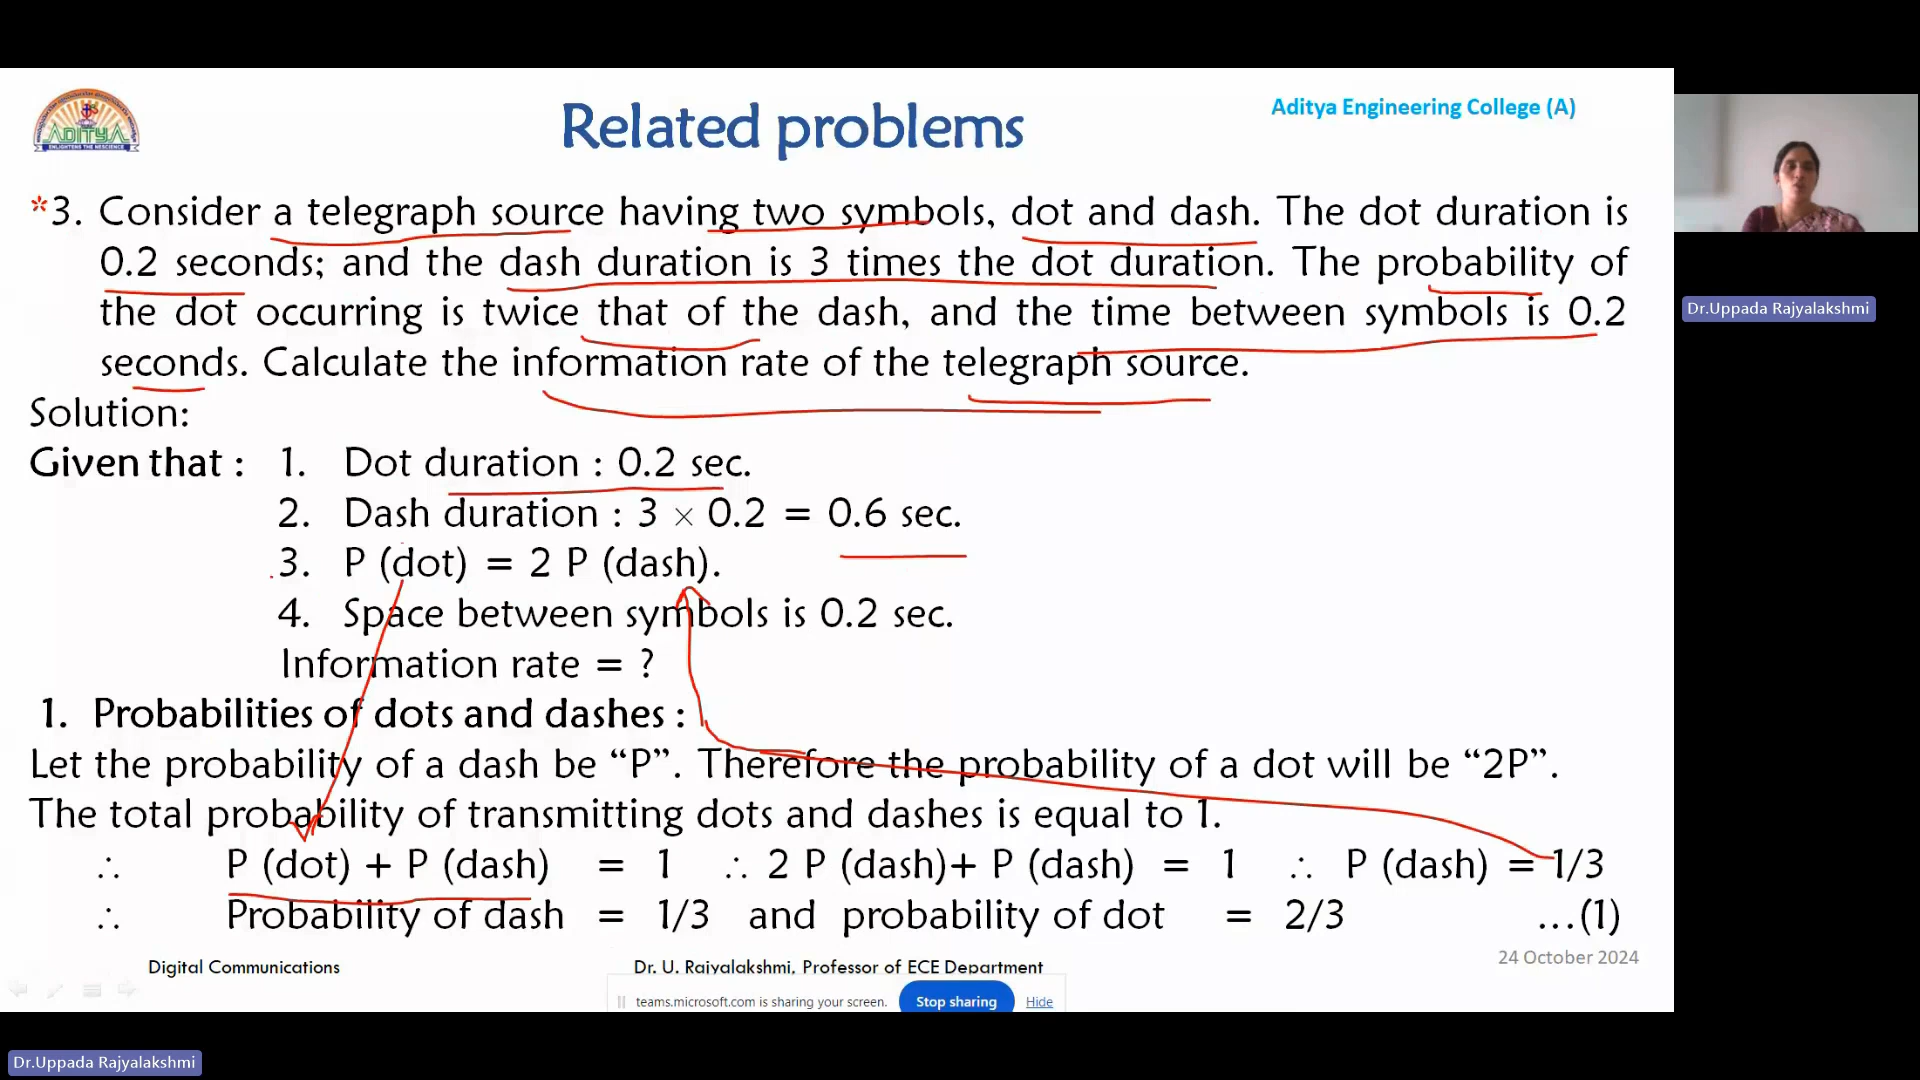 ADITYA
ENLIGHTENS THE NESCIENCE
Related problems
Aditya Engineering College (A)
*3. Consider a telegraph source having two symbols, dot and dash. The dot duration is
0.2 seconds; and the dash duration is 3 times the dot duration. The probability of
the dot occurring is twice that of the dash, and the time between symbols is 0.2
seconds. Calculate the information rate of the telegraph source.
Solution:
Given that : 1. Dot duration : 0.2 sec.
2. Dash duration : 3 × 0.2 = 0.6 sec.
3. P (dot) = 2 P (dash).
4. Space between symbols is 0.2 sec.
Information rate = ?
1. Probabilities of dots and dashes :
Let the probability of a dash be “P”. Therefore the probability of a dot will be “2P”.
The total probability of transmitting dots and dashes is equal to 1.
∴ P (dot) + P (dash) = 1 ∴ 2 P (dash)+ P (dash) = 1 ∴ P (dash) = 1/3
∴ Probability of dash = 1/3 and probability of dot = 2/3 ...(1)
24 October 2024
Digital Communications
Dr. U. Rajyalakshmi, Professor of ECE Department
teams.microsoft.com is sharing your screen. Stop sharing Hide
Dr.Uppada Rajyalakshmi
Dr.Uppada Rajyalakshmi